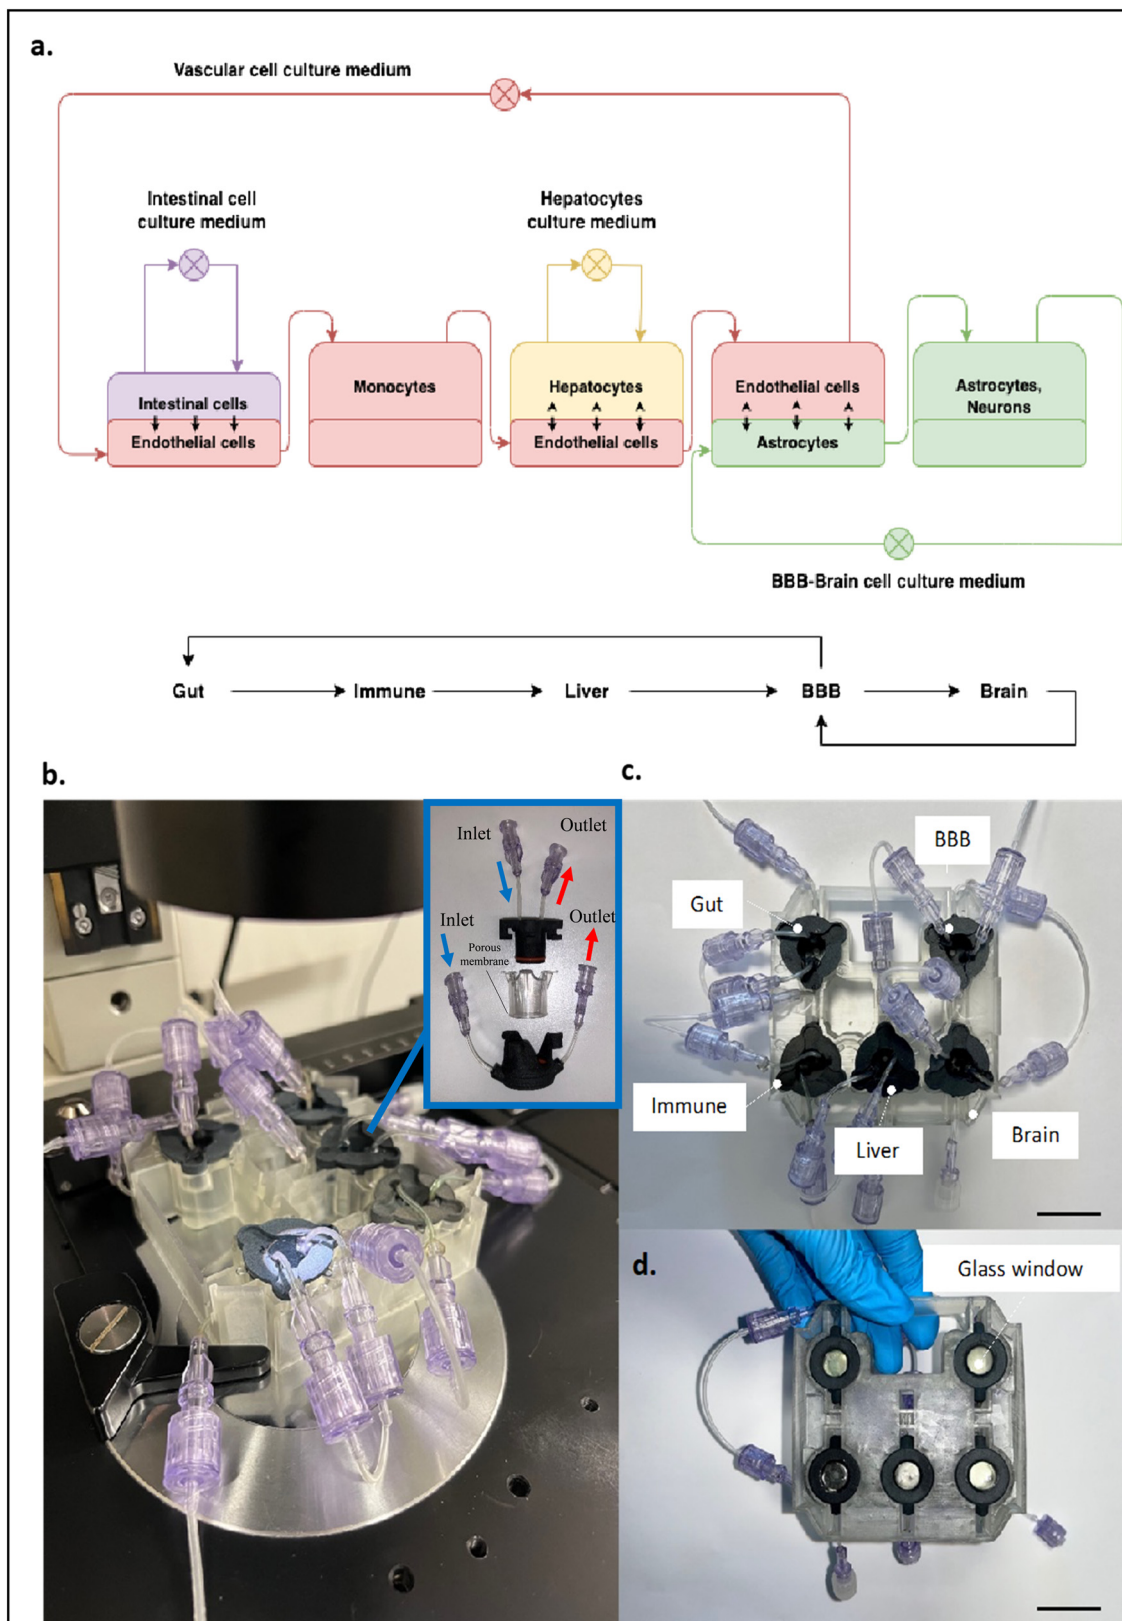 a.
Vascular cell culture medium
Intestinal cell
culture medium
Hepatocytes
culture medium
Intestinal cells
Endothelial cells
Monocytes
Hepatocytes
Endothelial cells
Endothelial cells
Astrocytes
Astrocytes,
Neurons
BBB-Brain cell culture medium
Gut
Immune
Liver
BBB
Brain
b.
Inlet
Outlet
Inlet
Outlet
Porous
membrane
c.
BBB
Gut
Immune
Liver
Brain
d.
Glass window